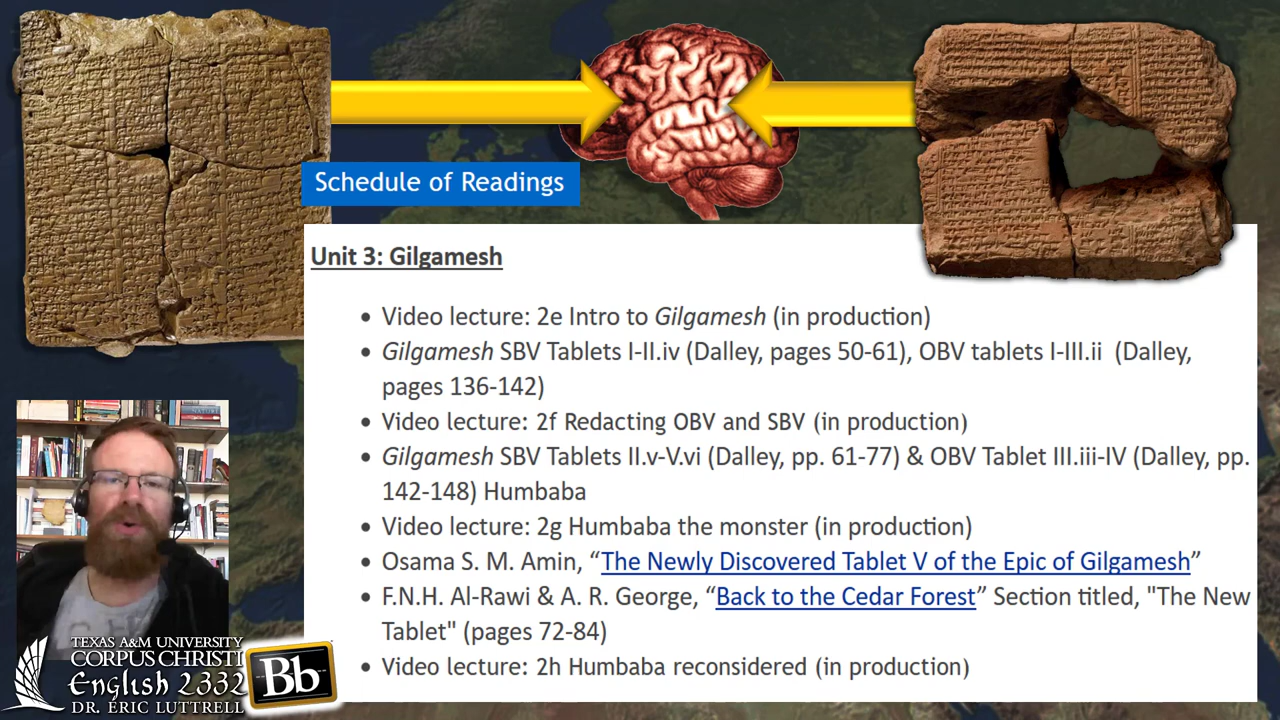 Schedule of Readings
Unit 3: Gilgamesh
• Video lecture: 2e Intro to Gilgamesh (in production)
• Gilgamesh SBV Tablets I-II.iv (Dalley, pages 50-61), OBV tablets I-III.ii (Dalley,
pages 136-142)
• Video lecture: 2f Redacting OBV and SBV (in production)
• Gilgamesh SBV Tablets II.v-V.vi (Dalley, pp. 61-77) & OBV Tablet III.iii-IV (Dalley, pp.
142-148) Humbaba
• Video lecture: 2g Humbaba the monster (in production)
• Osama S. M. Amin, “The Newly Discovered Tablet V of the Epic of Gilgamesh”
• F.N.H. Al-Rawi & A. R. George, “Back to the Cedar Forest” Section titled, "The New
Tablet" (pages 72-84)
• Video lecture: 2h Humbaba reconsidered (in production)
TEXAS A&M UNIVERSITY
CORPUS CHRISTI
English 2332
DR. ERIC LUTTRELL
Bb